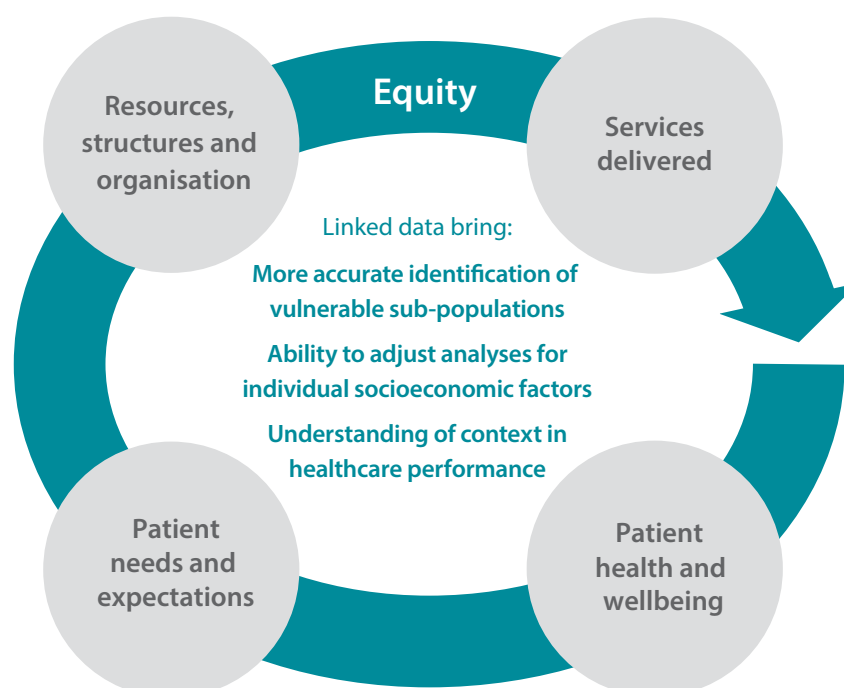 Equity
Resources,
structures and
organisation
Services
delivered
Linked data bring:
More accurate identification of
vulnerable sub-populations
Ability to adjust analyses for
individual socioeconomic factors
Understanding of context in
healthcare performance
Patient
needs and
expectations
Patient
health and
wellbeing